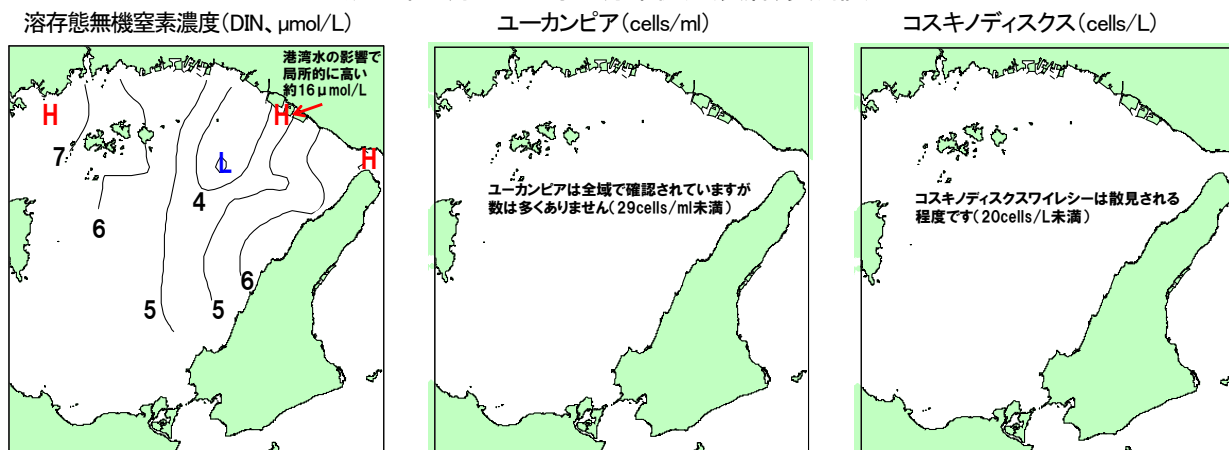 溶存態無機窒素濃度(DIN、μmol/L)
ユーカンピア(cells/ml)
コスキノディスクス(cells/L)
港湾水の影響で
局所的に高い
約16μmol/L
H
H
H
7
L
4
6
6
5
5
ユーカンピアは全域で確認されていますが
数は多くありません(29cells/ml未満)
コスキノディスクスワイレシーは散見される
程度です(20cells/L未満)